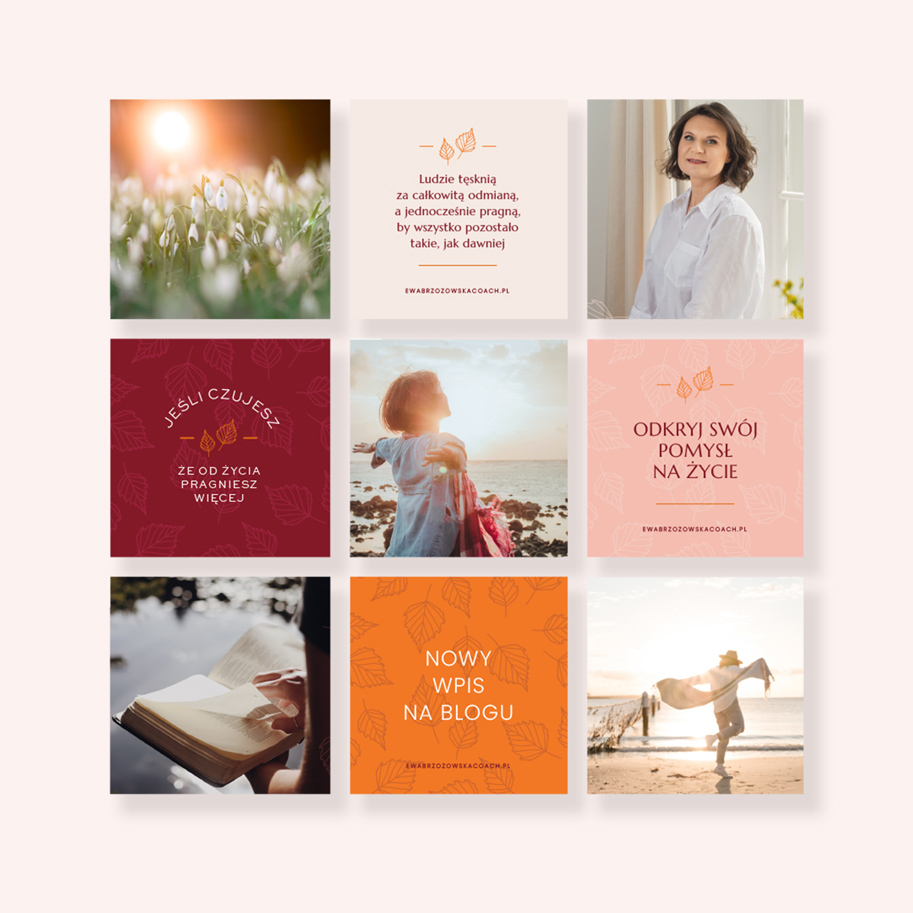 Ludzie tęsknią
za całkowitą odmianą,
a jednocześnie pragną,
by wszystko pozostało
takie, jak dawniej
EWABRZOZOWSKACOACH.PL
JEŚLI CZUJESZ
ŻE OD ŻYCIA
PRAGNIESZ
WIĘCEJ
ODKRYJ SWÓJ
POMYSŁ
NA ŻYCIE
EWABRZOZOWSKACOACH.PL
NOWY
WPIS
NA BLOGU
EWABRZOZOWSKACOACH.PL